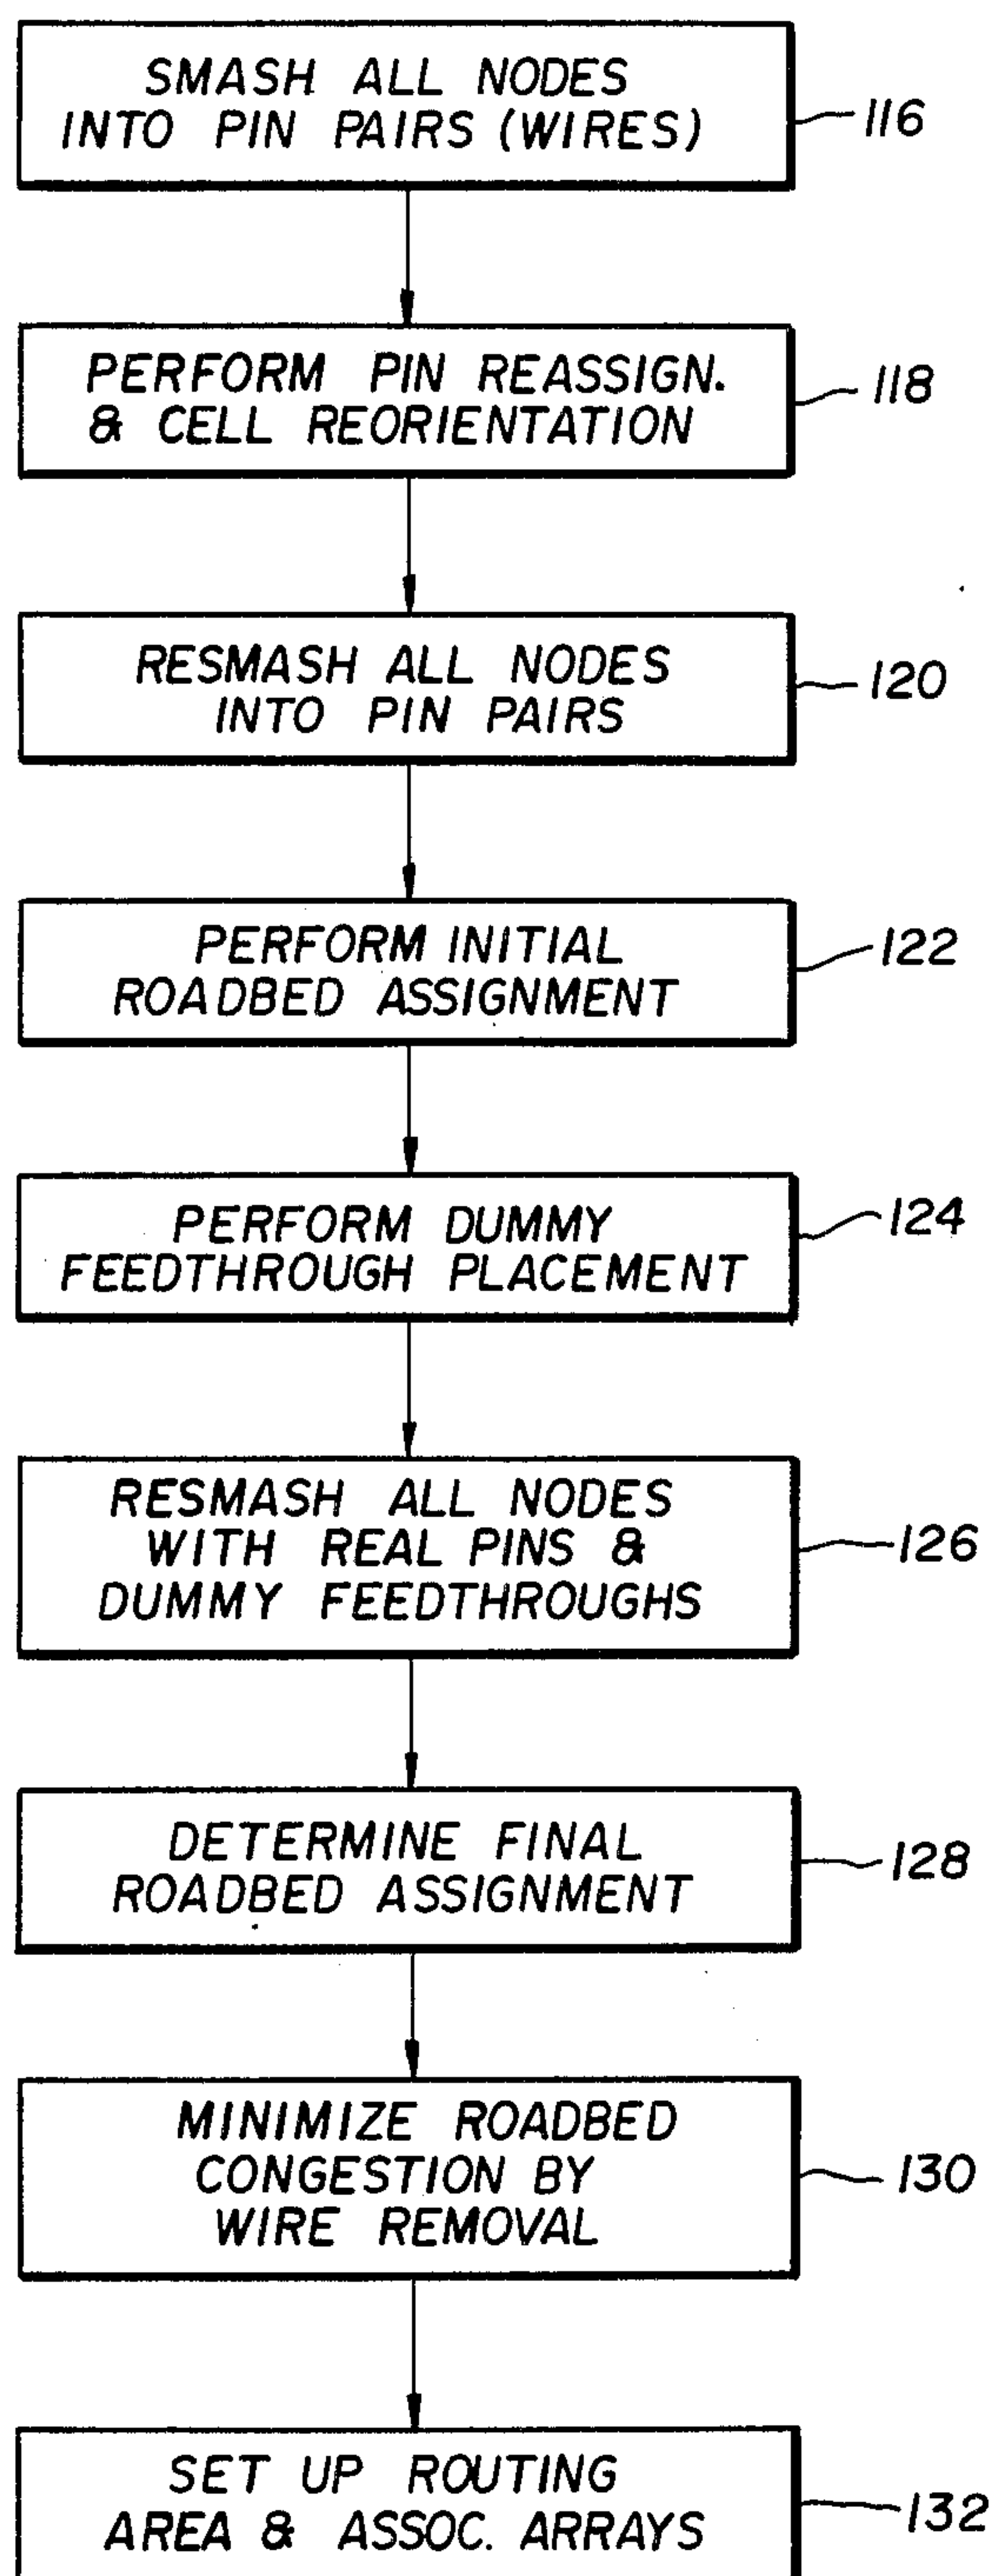 SMASH ALL NODES
INTO PIN PAIRS (WIRES)
116
PERFORM PIN REASSIGN.
& CELL REORIENTATION
118
RESMASH ALL NODES
INTO PIN PAIRS
120
PERFORM INITIAL
ROADBED ASSIGNMENT
122
PERFORM DUMMY
FEEDTHROUGH PLACEMENT
124
RESMASH ALL NODES
WITH REAL PINS &
DUMMY FEEDTHROUGHS
126
DETERMINE FINAL
ROADBED ASSIGNMENT
128
MINIMIZE ROADBED
CONGESTION BY
WIRE REMOVAL
130
SET UP ROUTING
AREA & ASSOC. ARRAYS
132